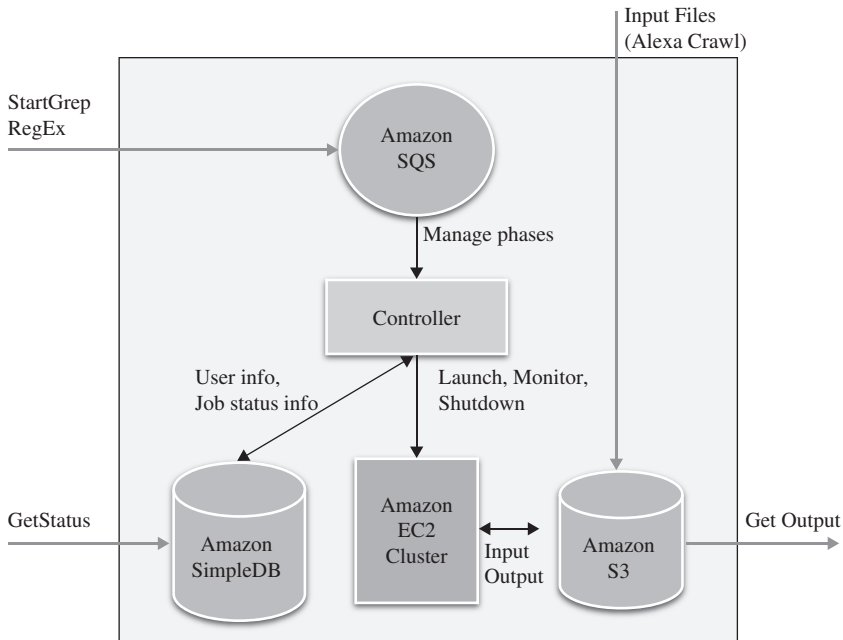 Input Files
(Alexa Crawl)
StartGrep
RegEx
Amazon
SQS
Manage phases
Controller
User info,
Job status info
Launch, Monitor,
Shutdown
GetStatus
Amazon
SimpleDB
Amazon
EC2
Cluster
Input
Output
Amazon
S3
Get Output